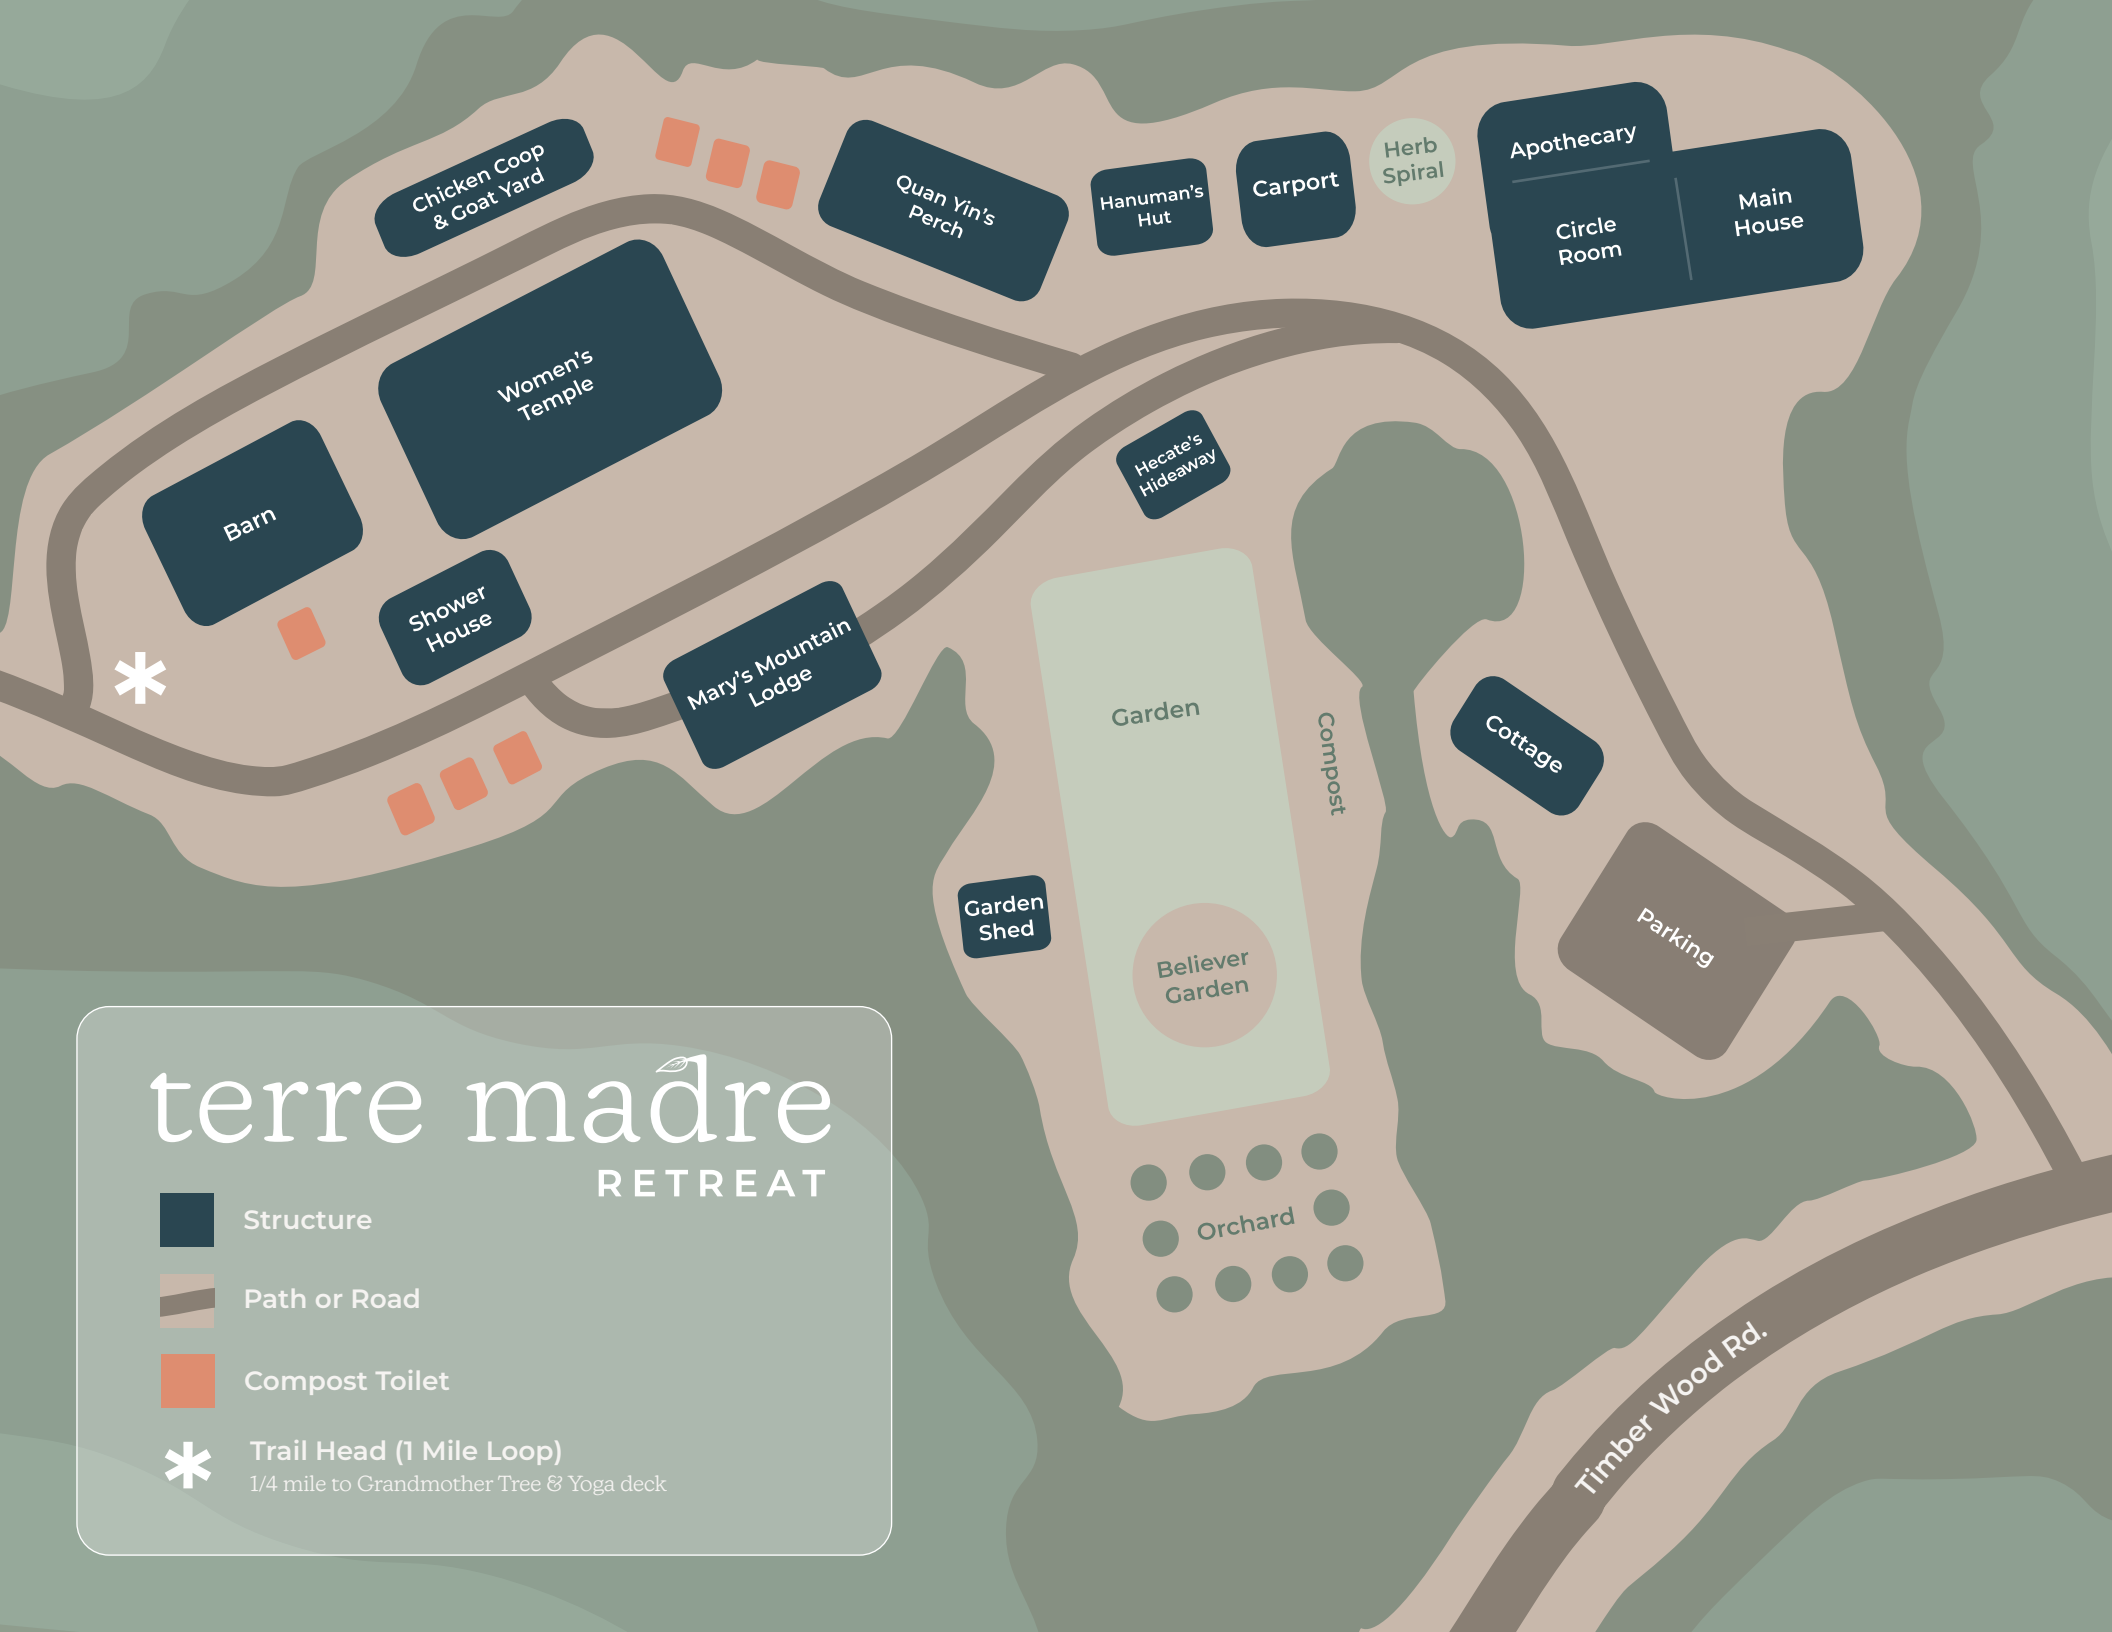 Chicken Coop
& Goat Yard
Quan Yin's
Perch
Hanuman's
Hut
Carport
Herb
Spiral
Apothecary
Circle
Room
Main
House
Women's
Temple
Barn
Shower
House
Mary's Mountain
Lodge
Hecate's
Hideaway
Garden
Compost
Cottage
Garden
Shed
Believer
Garden
Parking
Orchard
Timber Wood Rd.
terre madre
RETREAT
Structure
Path or Road
Compost Toilet
Trail Head (1 Mile Loop)
1/4 mile to Grandmother Tree & Yoga deck